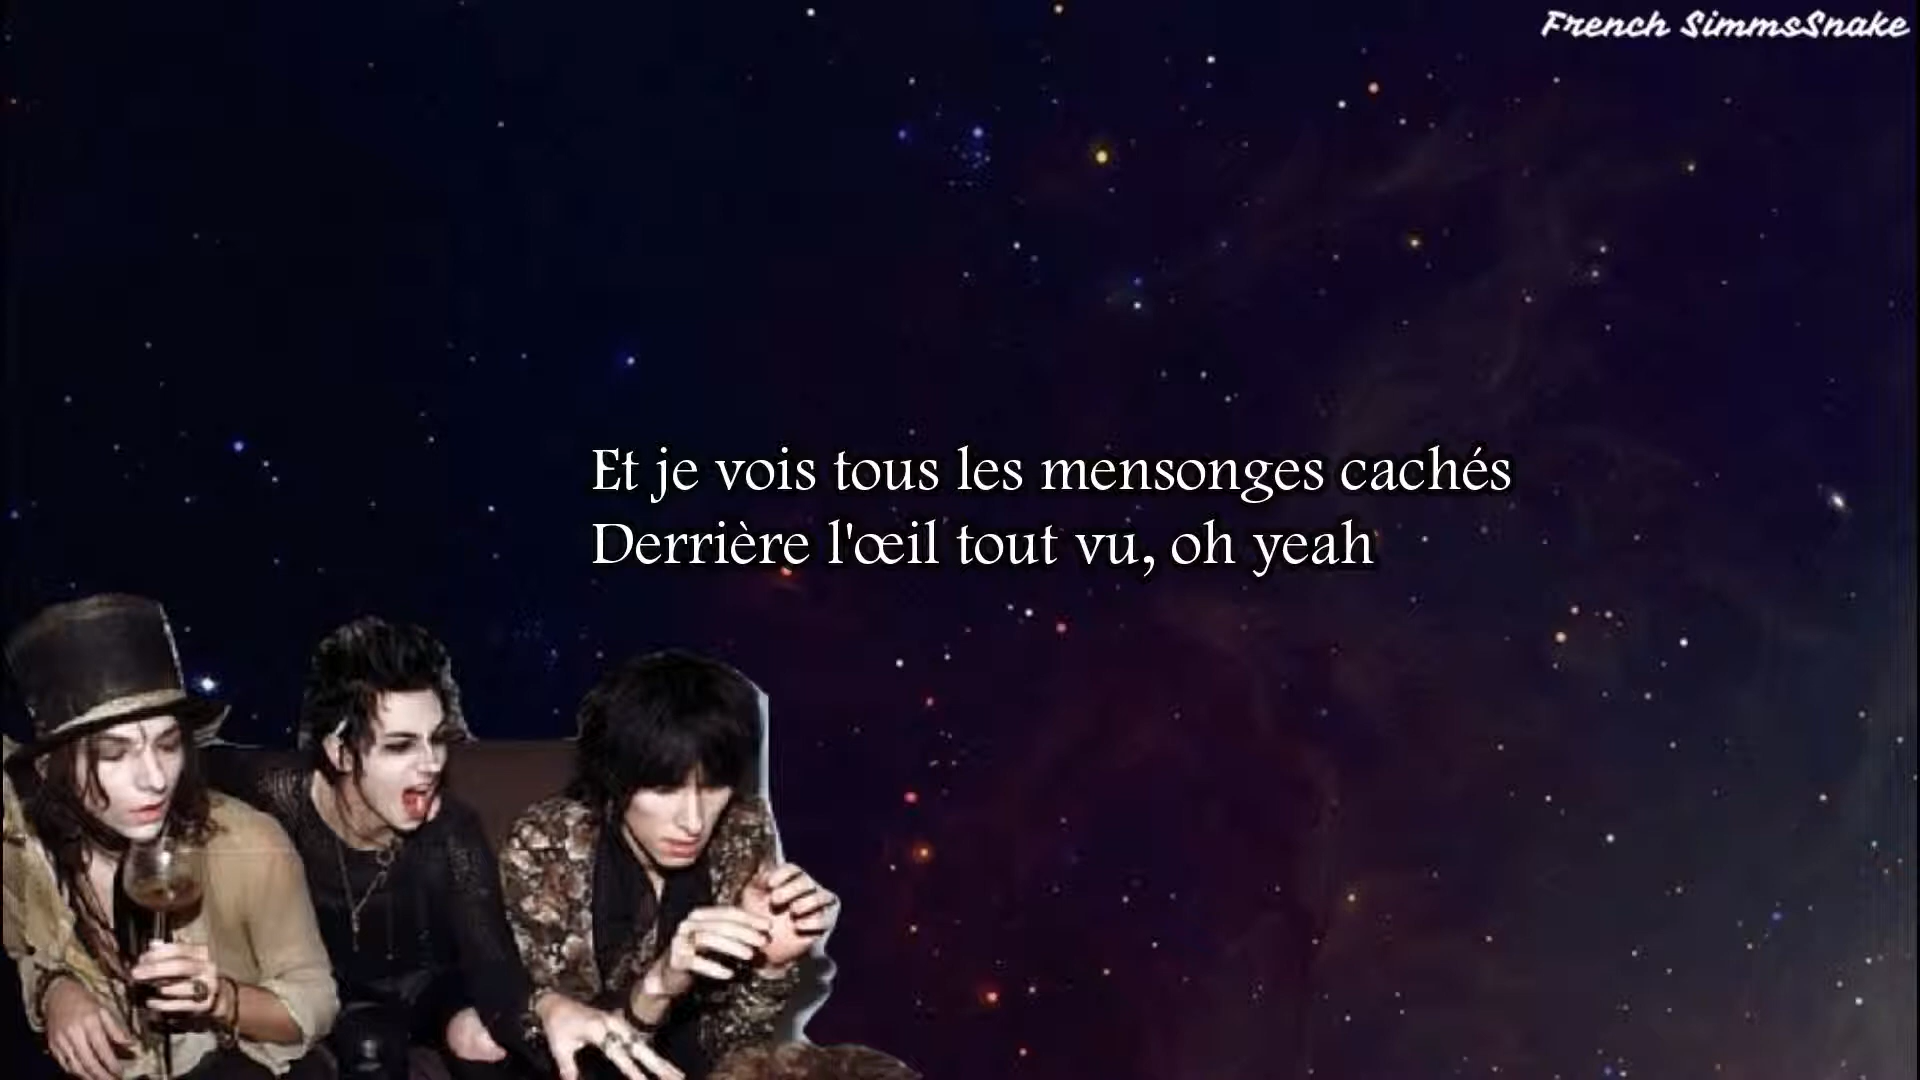 French SimmsSnake
Et je vois tous les mensonges cachés
Derrière l'œil tout vu, oh yeah